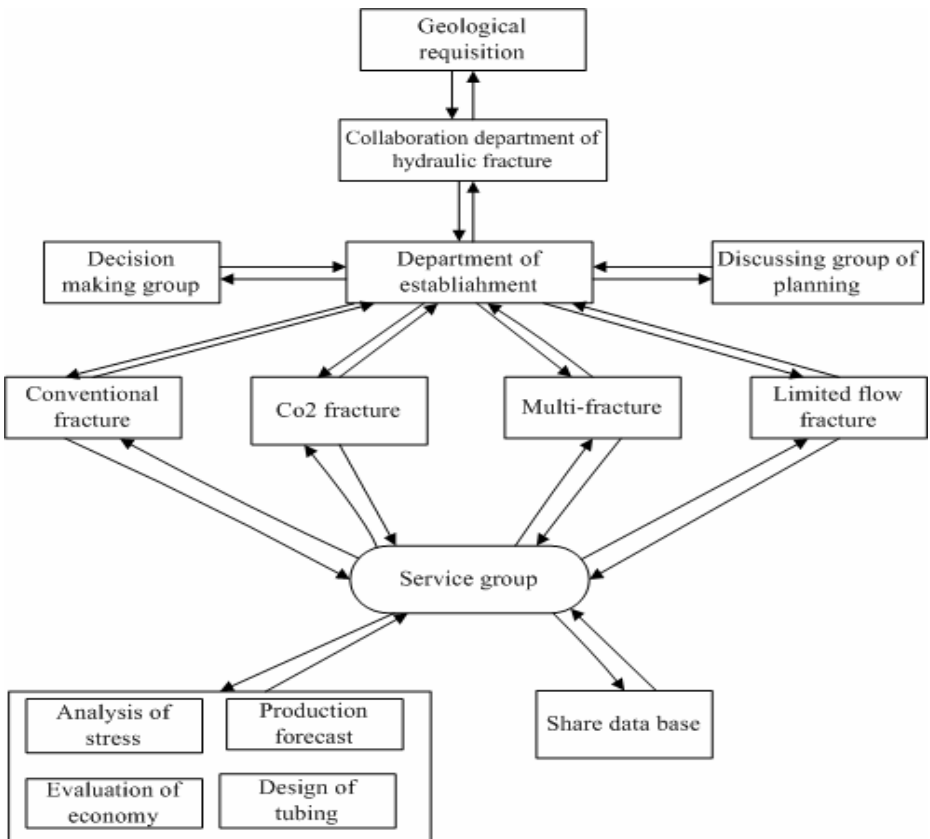 Geological
requisition
Collaboration department of
hydraulic fracture
Decision
making group
Department of
establiahment
Discussing group of
planning
Conventional
fracture
Co2 fracture
Multi-fracture
Limited flow
fracture
Service group
Analysis of
stress
Production
forecast
Evaluation of
economy
Design of
tubing
Share data base